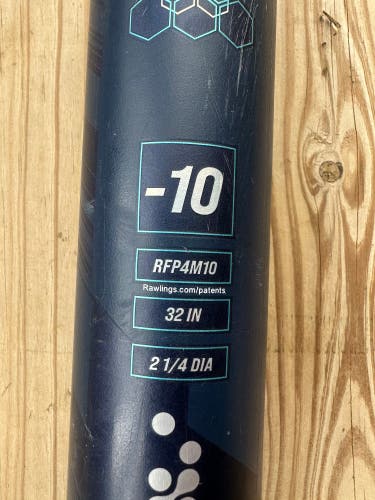 -10
RFP4M10
Rawlings.com/patents
32 IN
2 1/4 DIA